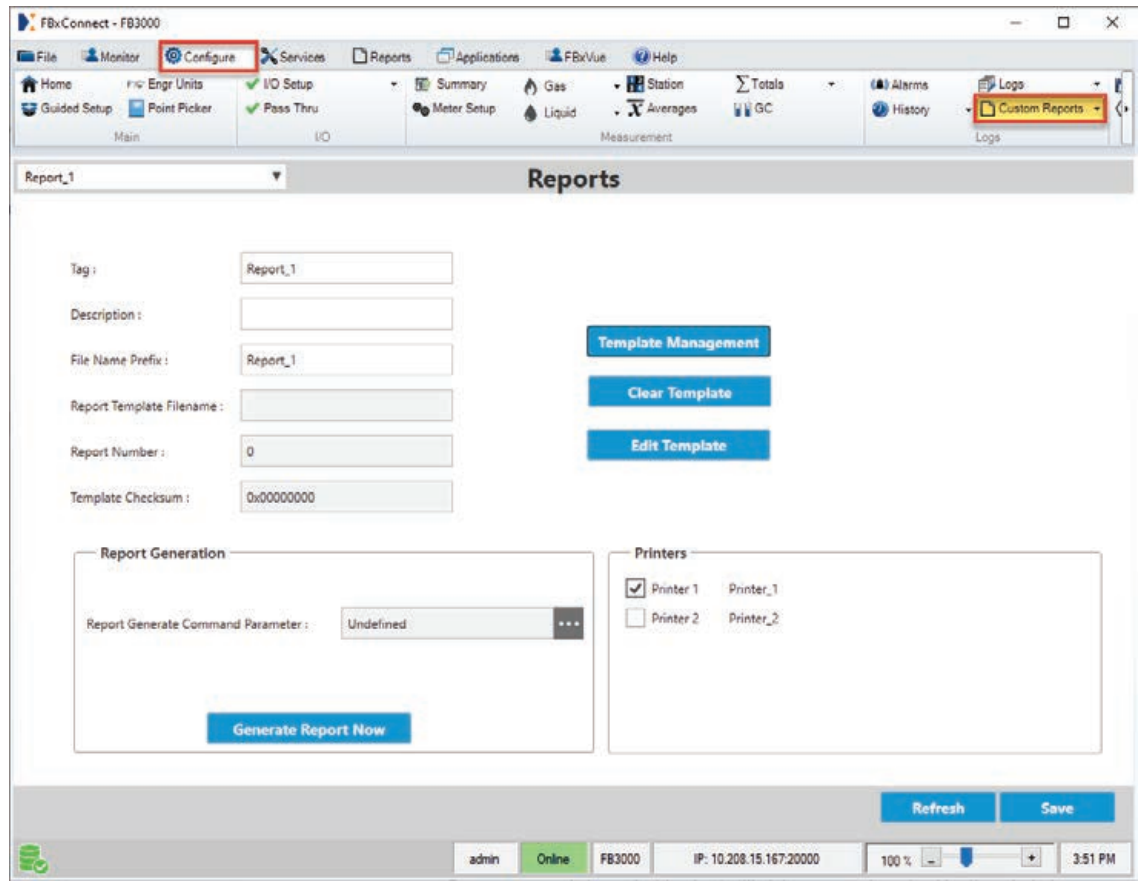 FBxConnect - FB3000
File Monitor Configure Services Reports Applications FBxVue Help
Home Engr Units I/O Setup Summary Gas Station Totals Alarms Logs
Guided Setup Point Picker Pass Thru Meter Setup Liquid Averages GC History Custom Reports
Main I/O Measurement Logs
Report_1 Reports
Tag : Report_1
Description :
File Name Prefix : Report_1
Report Template Filename :
Report Number : 0
Template Checksum : 0x00000000
Template Management
Clear Template
Edit Template
Report Generation
Report Generate Command Parameter : Undefined ...
Generate Report Now
Printers
Printer 1 Printer_1
Printer 2 Printer_2
Refresh Save
admin Online FB3000 IP: 10.208.15.167:20000 100 % - + 3:51 PM